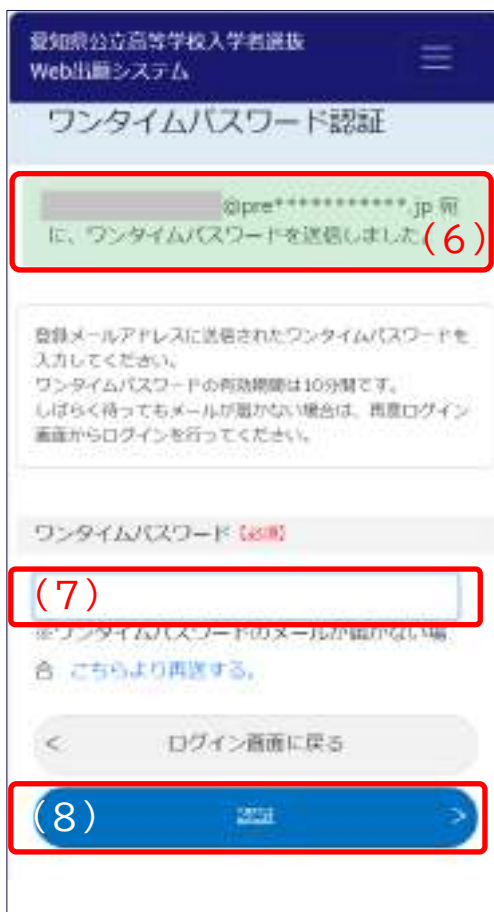 愛知県公立高等学校入学者選抜
Web出願システム
ワンタイムパスワード認証
@pre***********.jp 宛
に、ワンタイムパスワードを送信しました
(6)
登録メールアドレスに送信されたワンタイムパスワードを
入力してください。
ワンタイムパスワードの有効期間は10分間です。
しばらく待ってもメールが届かない場合は、再度ログイン
画面からログインを行ってください。
ワンタイムパスワード【必須】
(7)
※ワンタイムパスワードのメールが届かない場
合 こちらより再送する。
< ログイン画面に戻る
(8) 認証 >